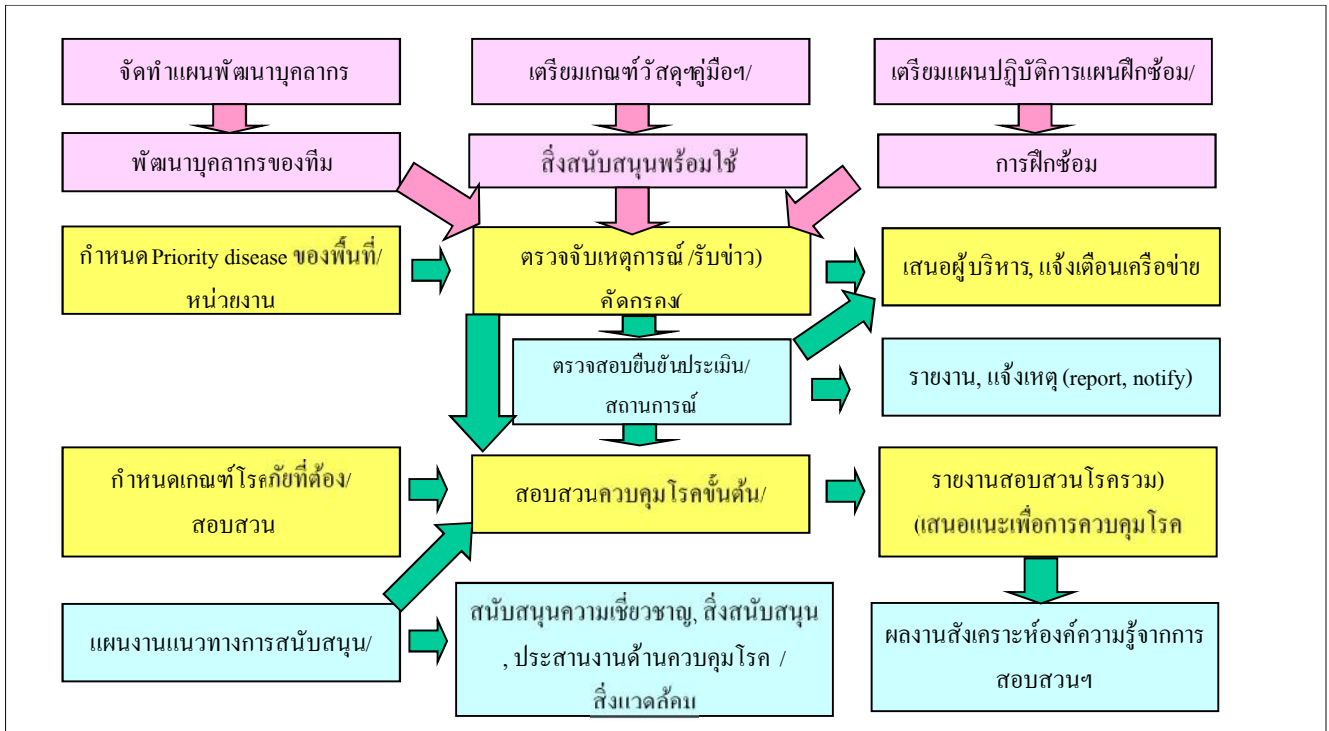 จัดทำแผนพัฒนาบุคลากร
เตรียมเกณฑ์วัสดุฯคู่มือฯ/
เตรียมแผนปฏิบัติการแผนฝึกซ้อม/
พัฒนาบุคลากรของทีม
สิ่งสนับสนุนพร้อมใช้
การฝึกซ้อม
กำหนด Priority disease ของพื้นที่/
หน่วยงาน
ตรวจจับเหตุการณ์ /รับข่าว)
คัดกรอง(
เสนอผู้บริหาร, แจ้งเตือนเครือข่าย
ตรวจสอบยืนยันประเมิน/
สถานการณ์
รายงาน, แจ้งเหตุ (report, notify)
กำหนดเกณฑ์โรคภัยที่ต้อง/
สอบสวน
สอบสวนควบคุมโรคขั้นต้น/
รายงานสอบสวนโรครวม)
(เสนอแนะเพื่อการควบคุมโรค
แผนงานแนวทางการสนับสนุน/
สนับสนุนความเชี่ยวชาญ, สิ่งสนับสนุน
, ประสานงานด้านควบคุมโรค /
สิ่งแวดล้อม
ผลงานสังเคราะห์องค์ความรู้จากการ
สอบสวนฯ